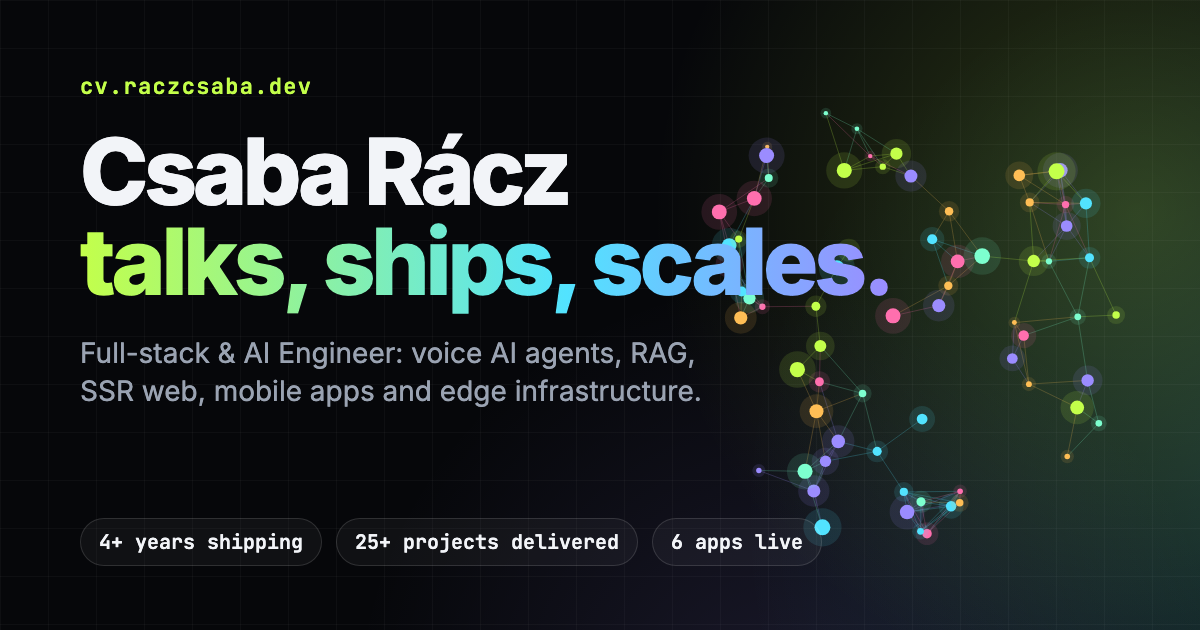 cv.raczcsaba.dev
Csaba Rácz
talks, ships, scales.
Full-stack & AI Engineer: voice AI agents, RAG,
SSR web, mobile apps and edge infrastructure.
4+ years shipping
25+ projects delivered
6 apps live